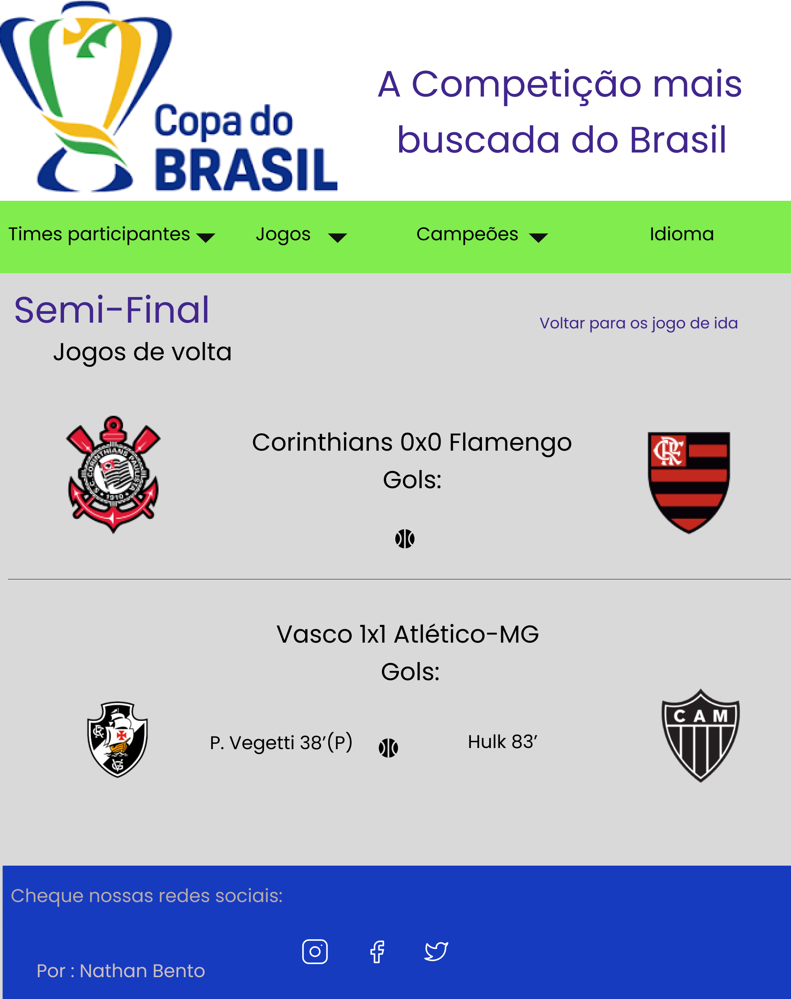 Copa do
BRASIL
A Competição mais
buscada do Brasil
Times participantes
Jogos
Campeões
Idioma
Semi-Final
Voltar para os jogo de ida
Jogos de volta
Corinthians 0x0 Flamengo
Gols:
CRF
Vasco 1x1 Atlético-MG
Gols:
P. Vegetti 38’(P)
Hulk 83’
C A M
Cheque nossas redes sociais:
Por : Nathan Bento